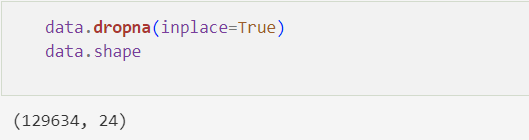 data.dropna(inplace=True)
data.shape
(129634, 24)